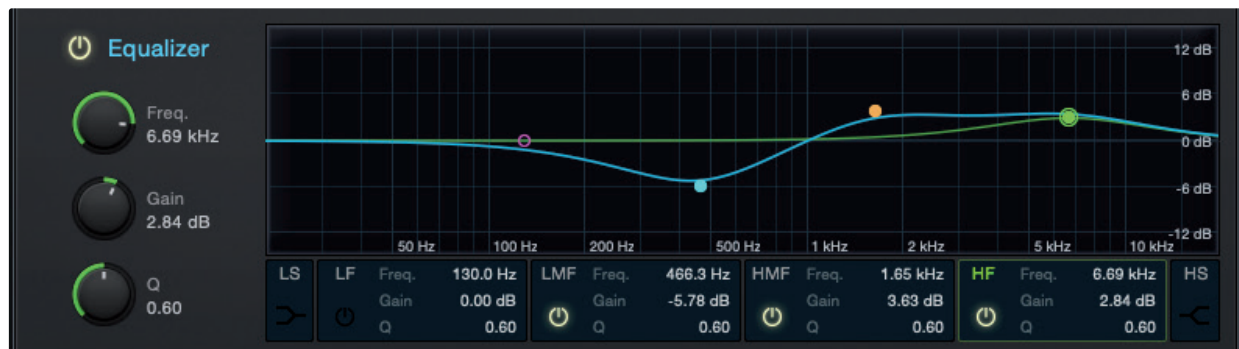 Equalizer
Freq.
6.69 kHz
Gain
2.84 dB
Q
0.60
12 dB
6 dB
0 dB
-6 dB
-12 dB
50 Hz 100 Hz 200 Hz 500 Hz 1 kHz 2 kHz 5 kHz 10 kHz
LS LF Freq. 130.0 Hz LMF Freq. 466.3 Hz HMF Freq. 1.65 kHz HF Freq. 6.69 kHz HS
Gain 0.00 dB Gain -5.78 dB Gain 3.63 dB Gain 2.84 dB
Q 0.60 Q 0.60 Q 0.60 Q 0.60